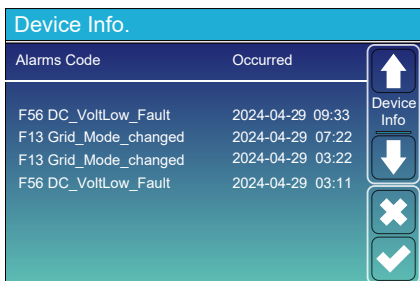 Device Info.
Alarms Code Occurred
Device
Info
F56 DC_VoltLow_Fault 2024-04-29 09:33
F13 Grid_Mode_changed 2024-04-29 07:22
F13 Grid_Mode_changed 2024-04-29 03:22
F56 DC_VoltLow_Fault 2024-04-29 03:11